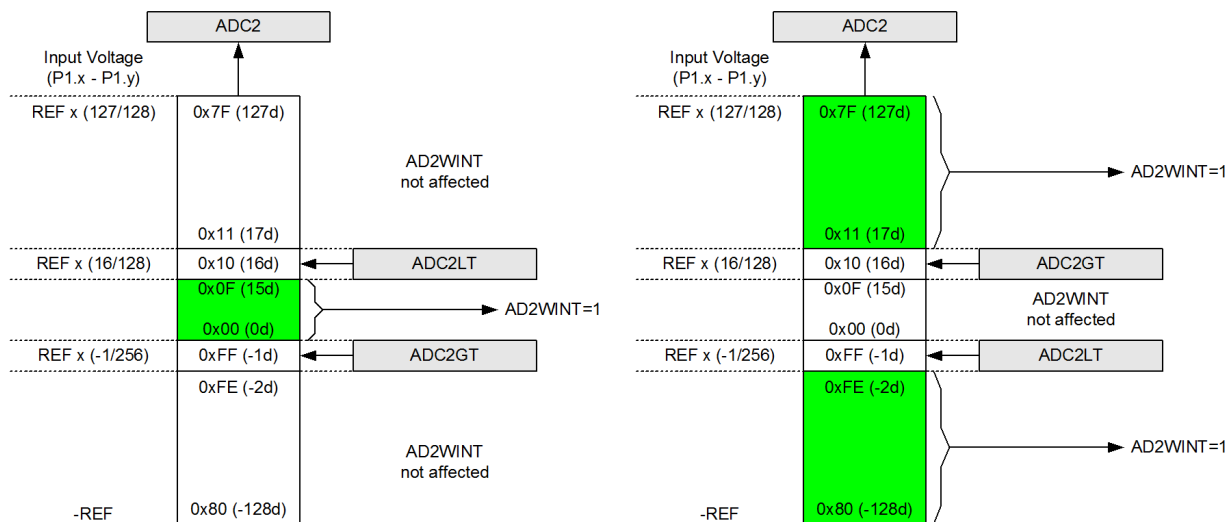 ADC2
Input Voltage
(P1.x - P1.y)
REF x (127/128)
0x7F (127d)
AD2WINT
not affected
0x11 (17d)
REF x (16/128)
0x10 (16d)
ADC2LT
0x0F (15d)
AD2WINT=1
0x00 (0d)
REF x (-1/256)
0xFF (-1d)
ADC2GT
0xFE (-2d)
AD2WINT
not affected
0x80 (-128d)
-REF
ADC2
Input Voltage
(P1.x - P1.y)
REF x (127/128)
0x7F (127d)
AD2WINT=1
0x11 (17d)
REF x (16/128)
0x10 (16d)
ADC2GT
0x0F (15d)
AD2WINT
not affected
0x00 (0d)
REF x (-1/256)
0xFF (-1d)
ADC2LT
0xFE (-2d)
AD2WINT=1
0x80 (-128d)
-REF